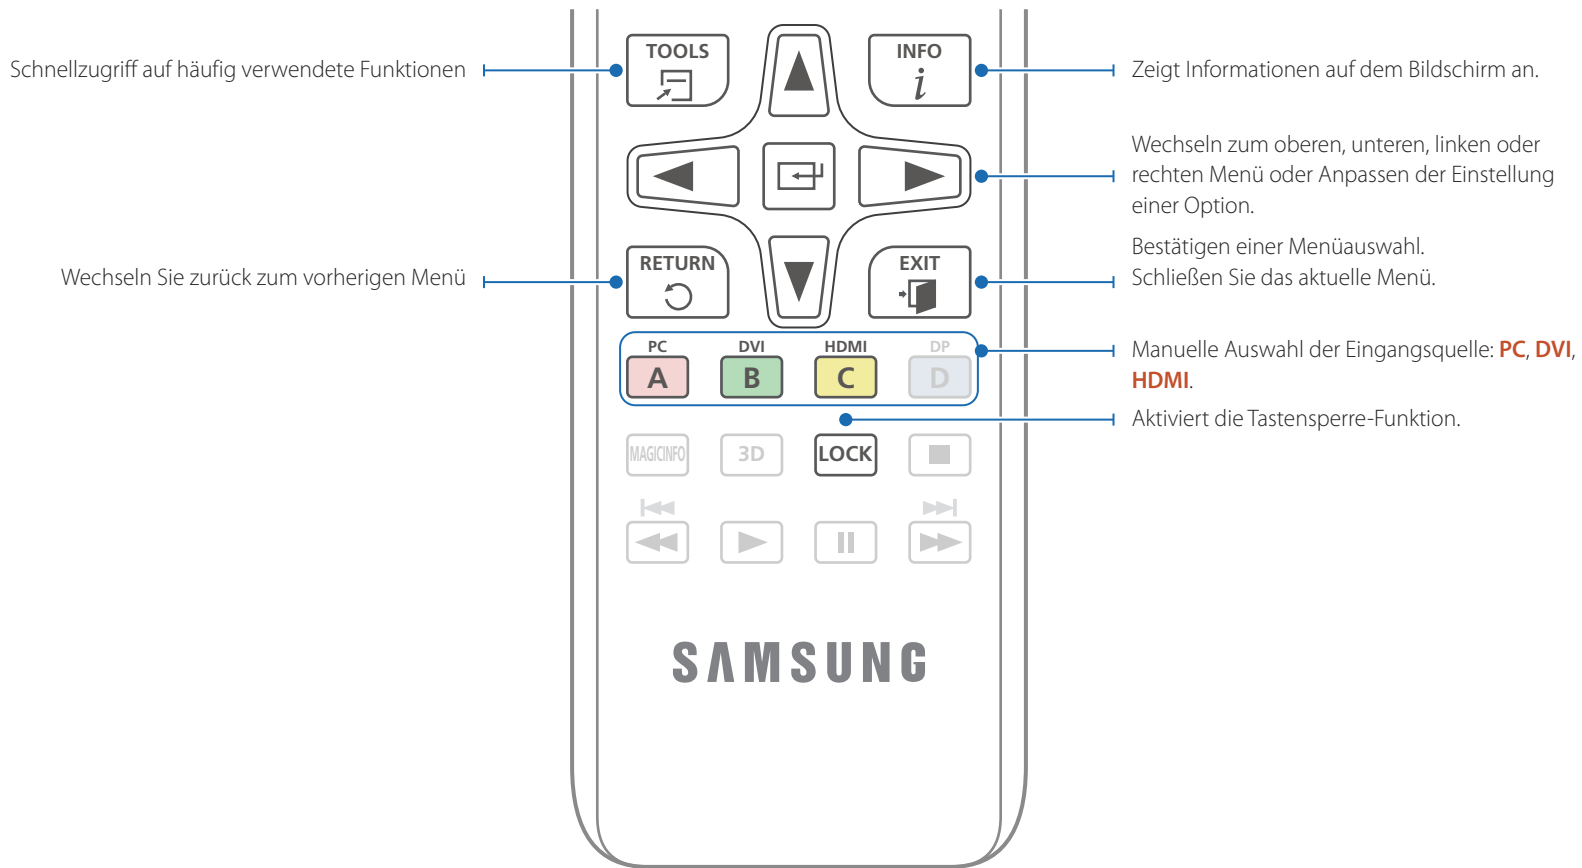 TOOLS
INFO
i
Schnellzugriff auf häufig verwendete Funktionen
Zeigt Informationen auf dem Bildschirm an.
Wechseln zum oberen, unteren, linken oder
rechten Menü oder Anpassen der Einstellung
einer Option.
Bestätigen einer Menüauswahl.
RETURN
EXIT
Wechseln Sie zurück zum vorherigen Menü
Schließen Sie das aktuelle Menü.
PC DVI HDMI DP
A B C D
Manuelle Auswahl der Eingangsquelle: PC, DVI,
HDMI.
Aktiviert die Tastensperre-Funktion.
MAGICINFO 3D LOCK
SAMSUNG